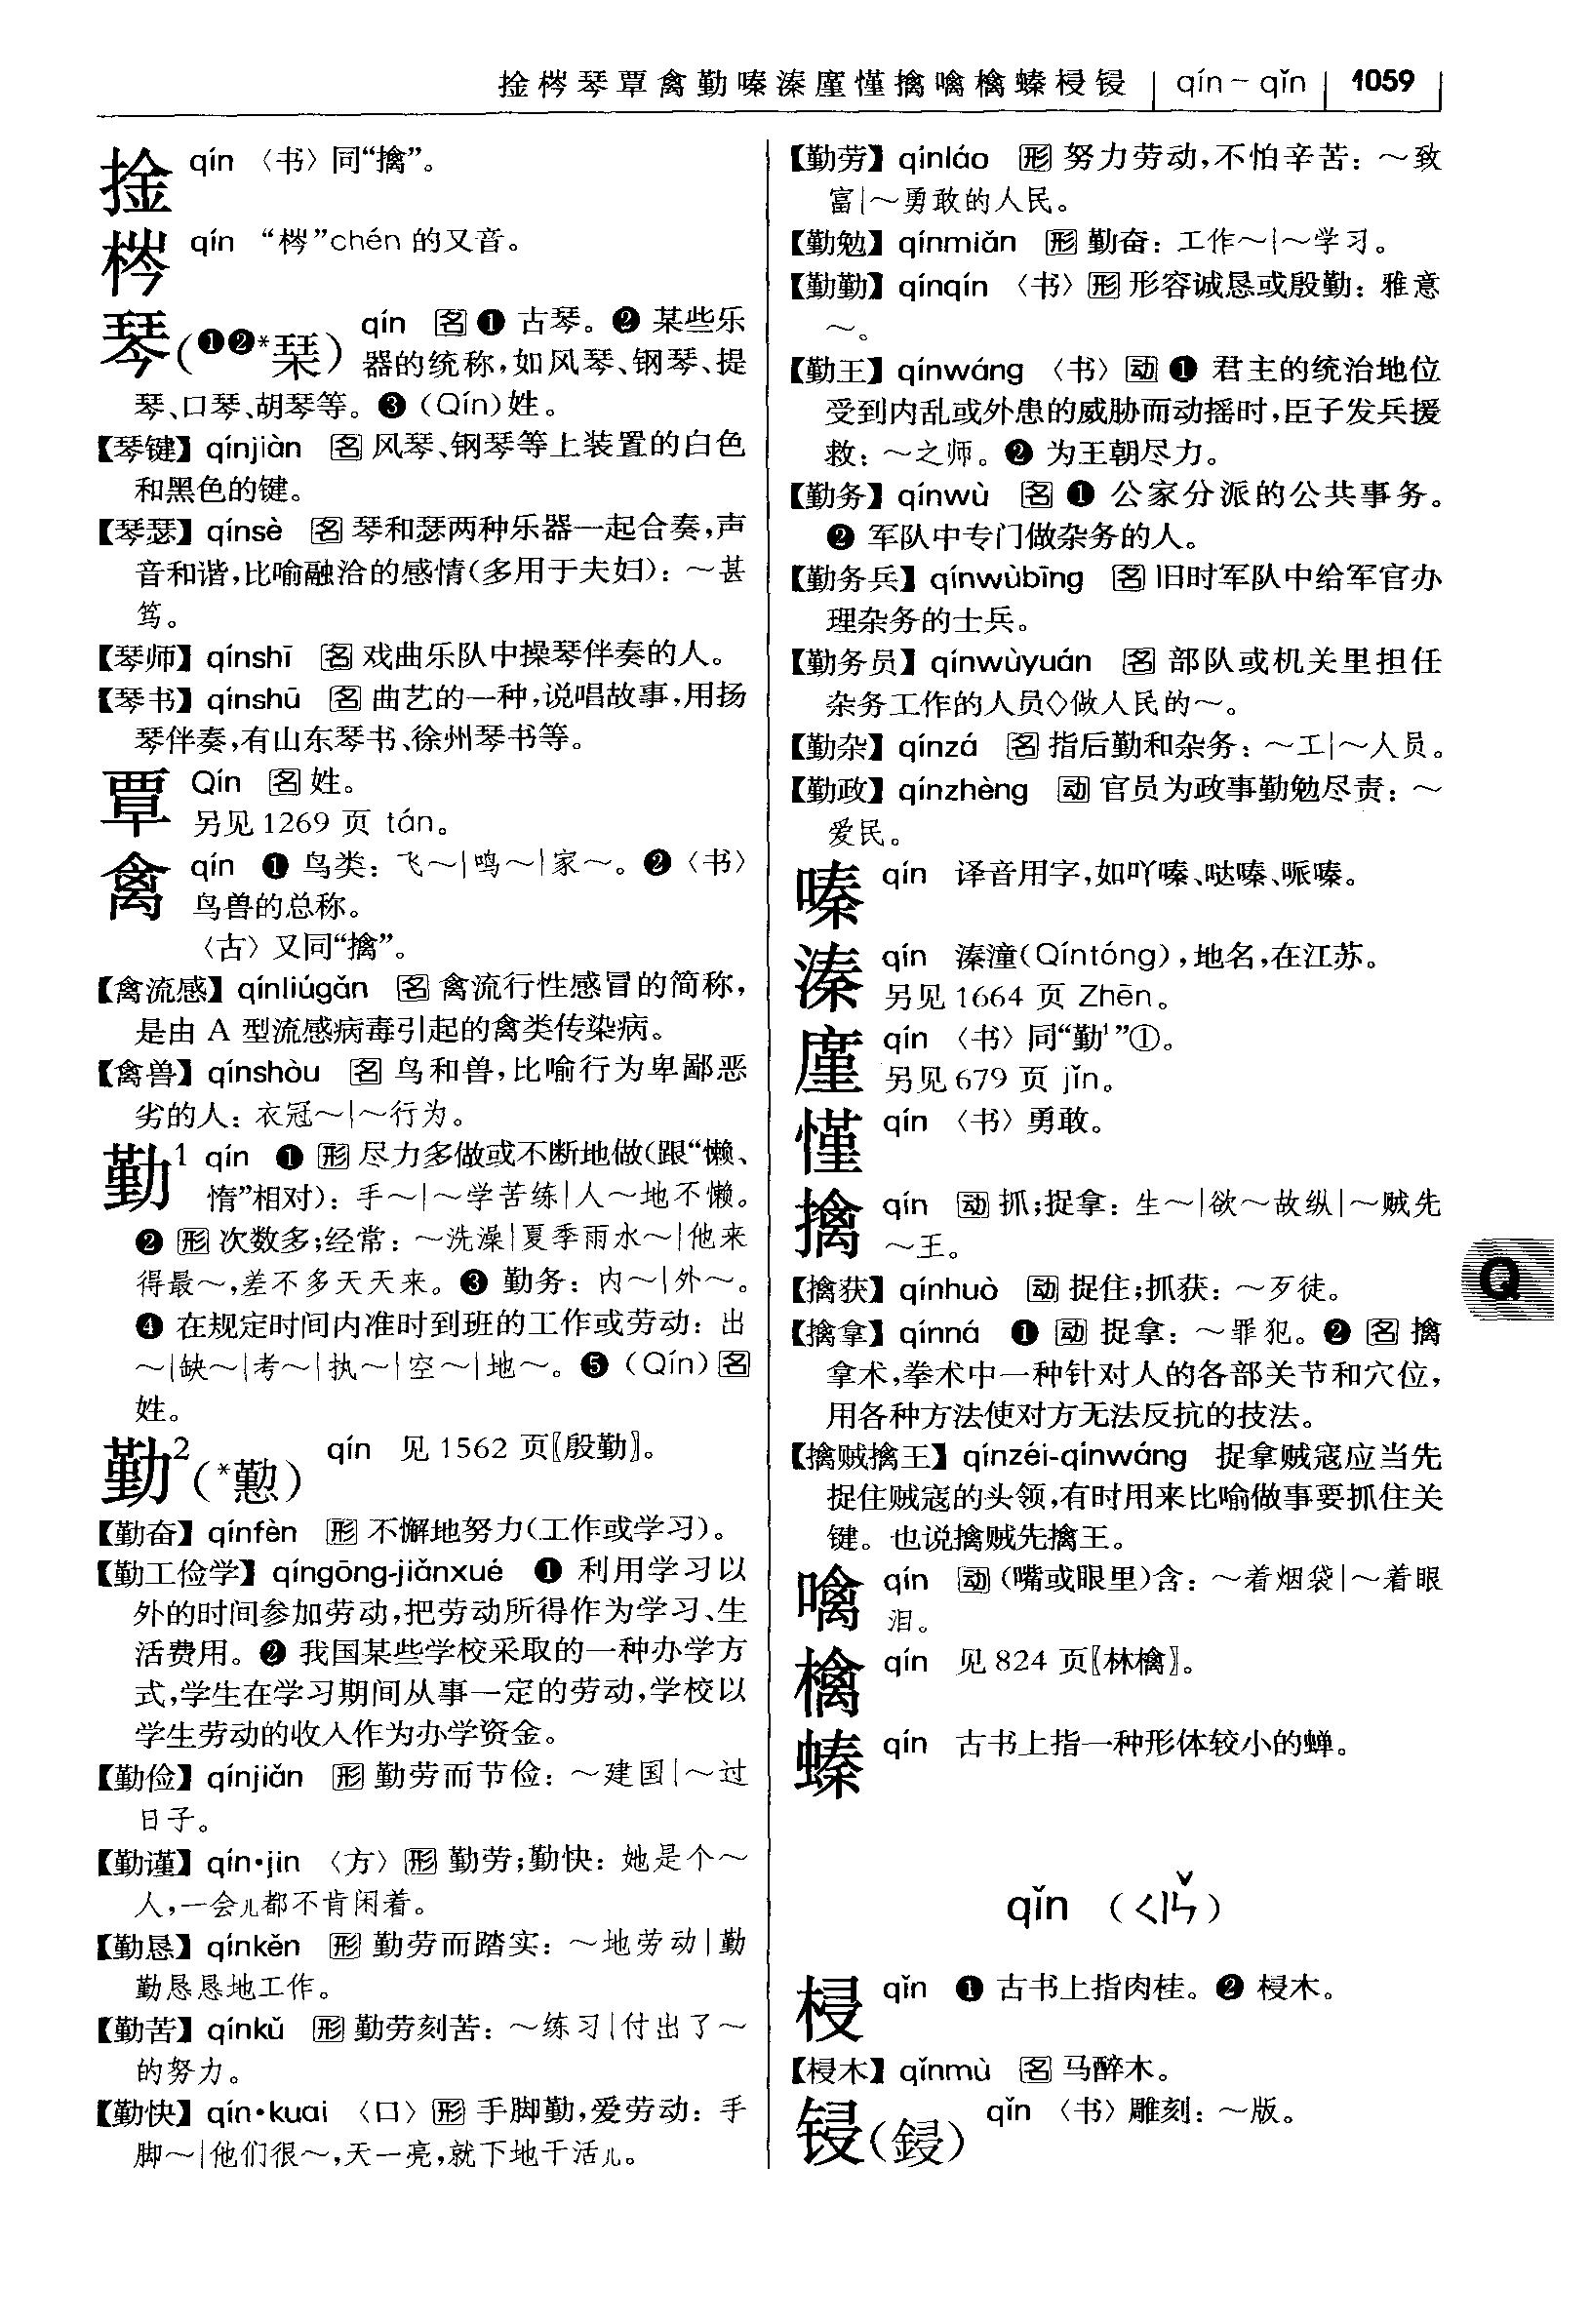 捦梣琴覃禽勤嗪溱廑慬擒噙檎螓梫锓 qín－qǐn 1059
捦 qín 〈书〉同“擒”。
梣 qín “梣”chén 的又音。
琴(❶❷*琹) qín 名 ❶ 古琴。❷ 某些乐
器的统称,如风琴、钢琴、提
琴、口琴、胡琴等。❸ (Qín)姓。
【琴键】qínjiàn 名 风琴、钢琴等上装置的白色
和黑色的键。
【琴瑟】qínsè 名 琴和瑟两种乐器一起合奏,声
音和谐,比喻融洽的感情(多用于夫妇)：～甚
笃。
【琴师】qínshī 名 戏曲乐队中操琴伴奏的人。
【琴书】qínshū 名 曲艺的一种,说唱故事,用扬
琴伴奏,有山东琴书、徐州琴书等。
覃 Qín 名 姓。
另见1269 页 tán。
禽 qín ❶ 鸟类：飞～|鸣～|家～。❷〈书〉
鸟兽的总称。
〈古〉又同“擒”。
【禽流感】qínliúgǎn 名 禽流行性感冒的简称,
是由 A 型流感病毒引起的禽类传染病。
【禽兽】qínshòu 名 鸟和兽,比喻行为卑鄙恶
劣的人：衣冠～|～行为。
勤1 qín ❶ 形 尽力多做或不断地做(跟“懒、
惰”相对)：手～|～学苦练|人～地不懒。
❷ 形 次数多;经常：～洗澡|夏季雨水～|他来
得最～,差不多天天来。❸ 勤务：内～|外～。
❹ 在规定时间内准时到班的工作或劳动：出
～|缺～|考～|执～|空～|地～。❺ (Qín)名
姓。
勤2(*懃) qín 见1562 页〖殷勤〗。
【勤奋】qínfèn 形 不懈地努力(工作或学习)。
【勤工俭学】qíngōng-jiǎnxué ❶ 利用学习以
外的时间参加劳动,把劳动所得作为学习、生
活费用。❷ 我国某些学校采取的一种办学方
式,学生在学习期间从事一定的劳动,学校以
学生劳动的收入作为办学资金。
【勤俭】qínjiǎn 形 勤劳而节俭：～建国|～过
日子。
【勤谨】qín·jin 〈方〉形 勤劳;勤快：她是个～
人,一会儿都不肯闲着。
【勤恳】qínkěn 形 勤劳而踏实：～地劳动|勤
勤恳恳地工作。
【勤苦】qínkǔ 形 勤劳刻苦：～练习|付出了～
的努力。
【勤快】qín·kuai 〈口〉形 手脚勤,爱劳动：手
脚～|他们很～,天一亮,就下地干活儿。
【勤劳】qínláo 形 努力劳动,不怕辛苦：～致
富|～勇敢的人民。
【勤勉】qínmiǎn 形 勤奋：工作～|～学习。
【勤勤】qínqín 〈书〉形 形容诚恳或殷勤：雅意
～。
【勤王】qínwáng 〈书〉动 ❶ 君主的统治地位
受到内乱或外患的威胁而动摇时,臣子发兵援
救：～之师。❷ 为王朝尽力。
【勤务】qínwù 名 ❶ 公家分派的公共事务。
❷ 军队中专门做杂务的人。
【勤务兵】qínwùbīng 名 旧时军队中给军官办
理杂务的士兵。
【勤务员】qínwùyuán 名 部队或机关里担任
杂务工作的人员◇做人民的～。
【勤杂】qínzá 名 指后勤和杂务：～工|～人员。
【勤政】qínzhèng 动 官员为政事勤勉尽责：～
爱民。
嗪 qín 译音用字,如吖嗪、哒嗪、哌嗪。
溱 qín 溱潼(Qíntóng),地名,在江苏。
另见1664 页 Zhēn。
廑 qín 〈书〉同“勤¹”①。
另见679 页 jǐn。
慬 qín 〈书〉勇敢。
擒 qín 动 抓;捉拿：生～|欲～故纵|～贼先
～王。
【擒获】qínhuò 动 捉住;抓获：～歹徒。
【擒拿】qínná ❶ 动 捉拿：～罪犯。❷ 名 擒
拿术,拳术中一种针对人的各部关节和穴位,
用各种方法使对方无法反抗的技法。
【擒贼擒王】qínzéi-qínwáng 捉拿贼寇应当先
捉住贼寇的头领,有时用来比喻做事要抓住关
键。也说擒贼先擒王。
噙 qín 动 (嘴或眼里)含：～着烟袋|～着眼
泪。
檎 qín 见824 页〖林檎〗。
螓 qín 古书上指一种形体较小的蝉。
Q
qǐn (ㄑㄧㄣˇ)
梫 qǐn ❶ 古书上指肉桂。❷ 梫木。
【梫木】qǐnmù 名 马醉木。
锓(鋟) qǐn 〈书〉雕刻：～版。